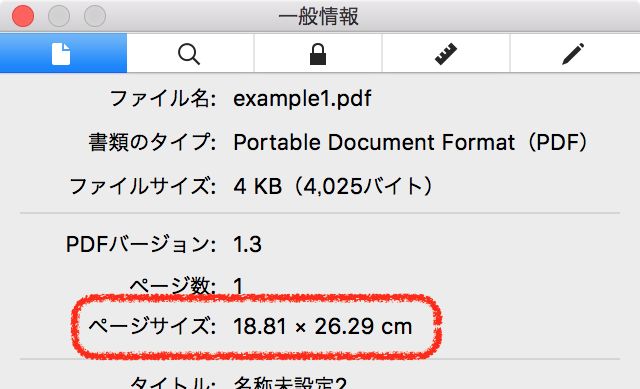 一般情報
ファイル名: example1.pdf
書類のタイプ: Portable Document Format（PDF）
ファイルサイズ: 4 KB（4,025バイト）
PDFバージョン: 1.3
ページ数: 1
ページサイズ: 18.81 × 26.29 cm
タイトル: 名称未設定2